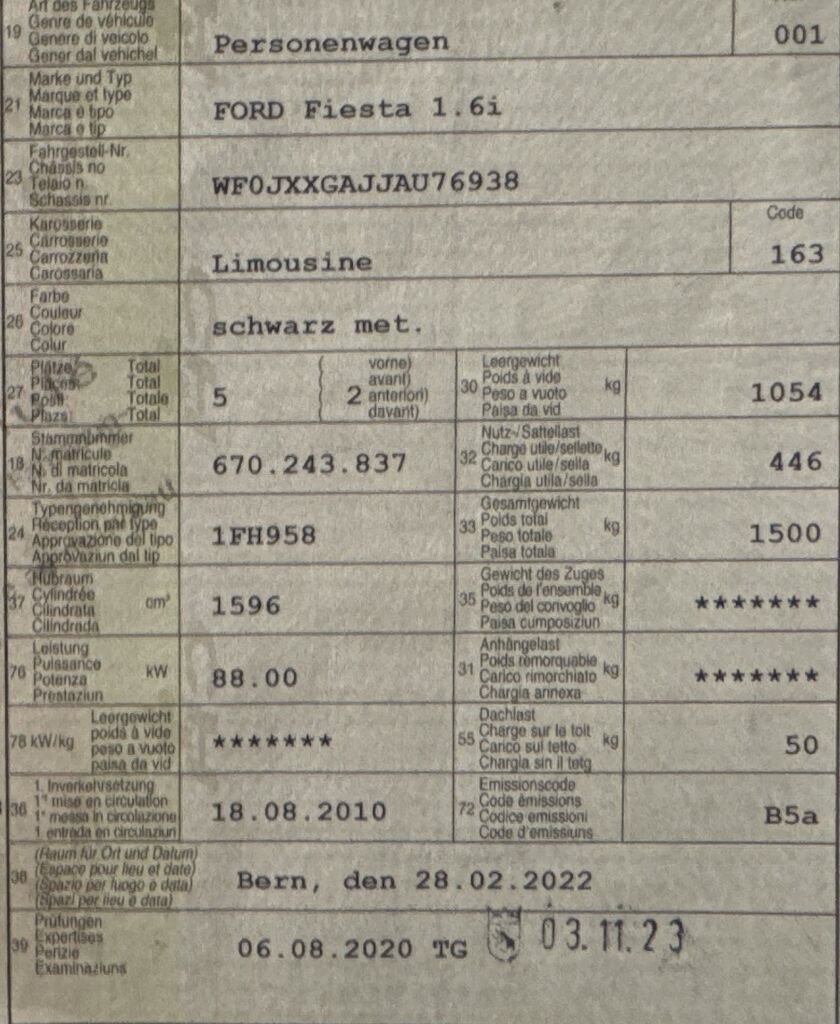 Art des Fahrzeugs
19 Genre de véhicule
Genere di veicolo
Gener dal vehichel
Personenwagen
001
21 Marke und Typ
Marque et type
Marca e tipo
Marca e tip
FORD Fiesta 1.6i
23 Fahrgestell-Nr.
Châssis no
Telaio n.
Schassis nr.
WF0JXXGAJJAU76938
25 Karosserie
Carrosserie
Carrozzeria
Carossaria
Limousine
Code
163
26 Farbe
Couleur
Colore
Colur
schwarz met.
27 Plätze Total
Places Total
Posti Totale
Plazs Total
5
2
vorne)
avant)
anteriori)
davant)
30 Leergewicht
Poids à vide kg
Peso a vuoto
Paisa da vid
1054
18 Stammnummer
N. matricule
N. di matricola
Nr. da matricla
670.243.837
32 Nutz-/Sattellast
Charge utile/sellette kg
Carico utile/sella
Chargia utila/sella
446
24 Typengenehmigung
Réception par type
Approvazione del tipo
Approvaziun dal tip
1FH958
33 Gesamtgewicht
Poids total kg
Peso totale
Paisa totala
1500
37 Hubraum
Cylindrée cm³
Cilindrata
Cilindrada
1596
35 Gewicht des Zuges
Poids de l'ensemble kg
Peso del convoglio
Paisa cumposiziun
*******
76 Leistung
Puissance kW
Potenza
Prestaziun
88.00
31 Anhängelast
Poids remorquable kg
Carico rimorchiato
Chargia annexa
*******
78 kW/kg
Leergewicht
poids à vide
peso a vuoto
paisa da vid
*******
55 Dachlast
Charge sur le toit kg
Carico sul tetto
Chargia sin il tetg
50
36 1. Inverkehrsetzung
1re mise en circulation
1a messa in circolazione
1. entrada en circulaziun
18.08.2010
72 Emissionscode
Code émissions
Codice emissioni
Code d'emissiuns
B5a
38 (Raum für Ort und Datum)
(Espace pour lieu et date)
(Spazio per luogo e data)
(Spazi per lieu e data)
Bern, den 28.02.2022
39 Prüfungen
Expertises
Perizie
Examinaziuns
06.08.2020 TG
03.11.23